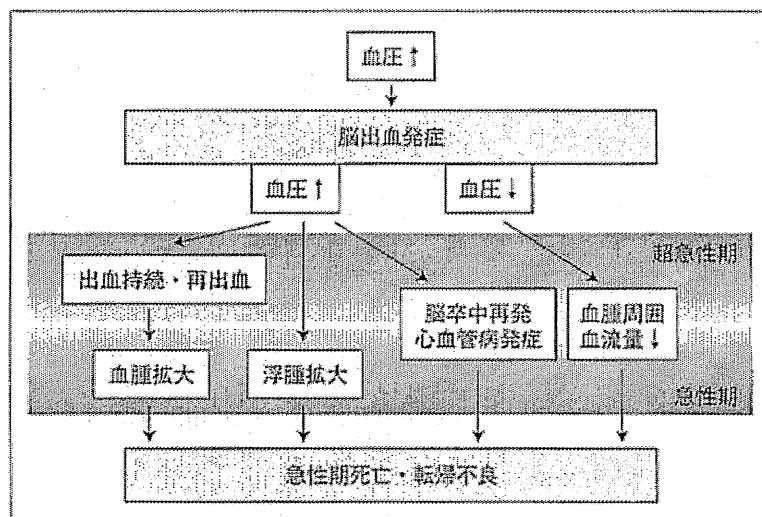 血圧↑
脳出血発症
血圧↑
血圧↓
超急性期
出血持続・再出血
脳卒中再発
心血管病発症
血腫周囲
血流量↓
血腫拡大
浮腫拡大
急性期
急性期死亡・転帰不良